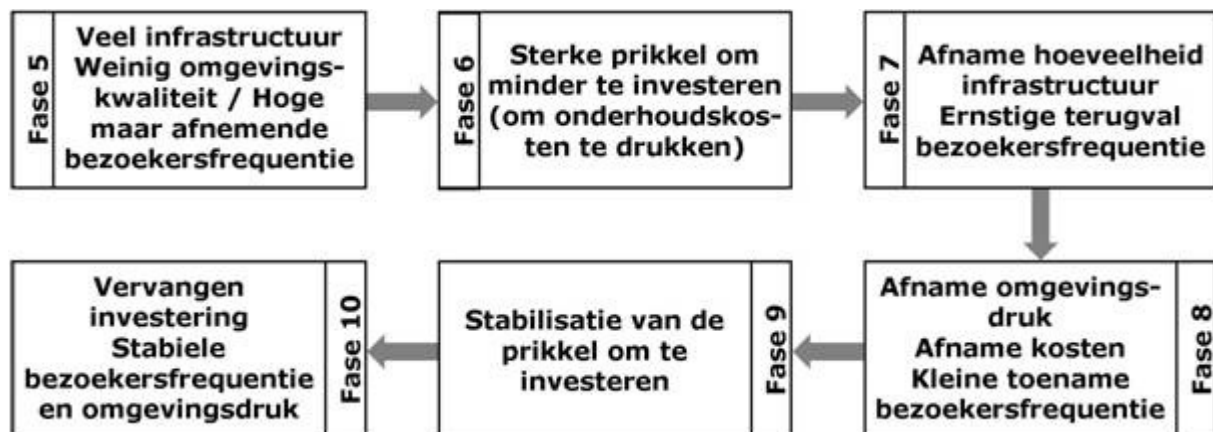 Fase 5
Veel infrastructuur
Weinig omgevings-
kwaliteit / Hoge
maar afnemende
bezoekersfrequentie
Fase 6
Sterke prikkel om
minder te investeren
(om onderhoudskos-
ten te drukken)
Fase 7
Afname hoeveelheid
infrastructuur
Ernstige terugval
bezoekersfrequentie
Afname omgevings-
druk
Afname kosten
Kleine toename
bezoekersfrequentie
Fase 8
Stabilisatie van de
prikkel om te
investeren
Fase 9
Vervangen
investering
Stabiele
bezoekersfrequentie
en omgevingsdruk
Fase 10